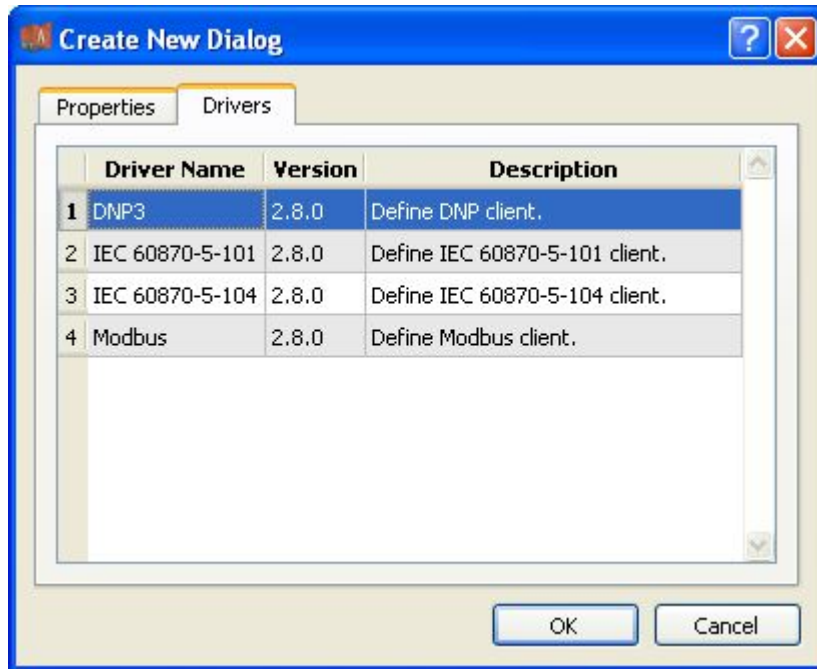 Create New Dialog
Properties Drivers
Driver Name Version Description
1 DNP3 2.8.0 Define DNP client.
2 IEC 60870-5-101 2.8.0 Define IEC 60870-5-101 client.
3 IEC 60870-5-104 2.8.0 Define IEC 60870-5-104 client.
4 Modbus 2.8.0 Define Modbus client.
OK Cancel